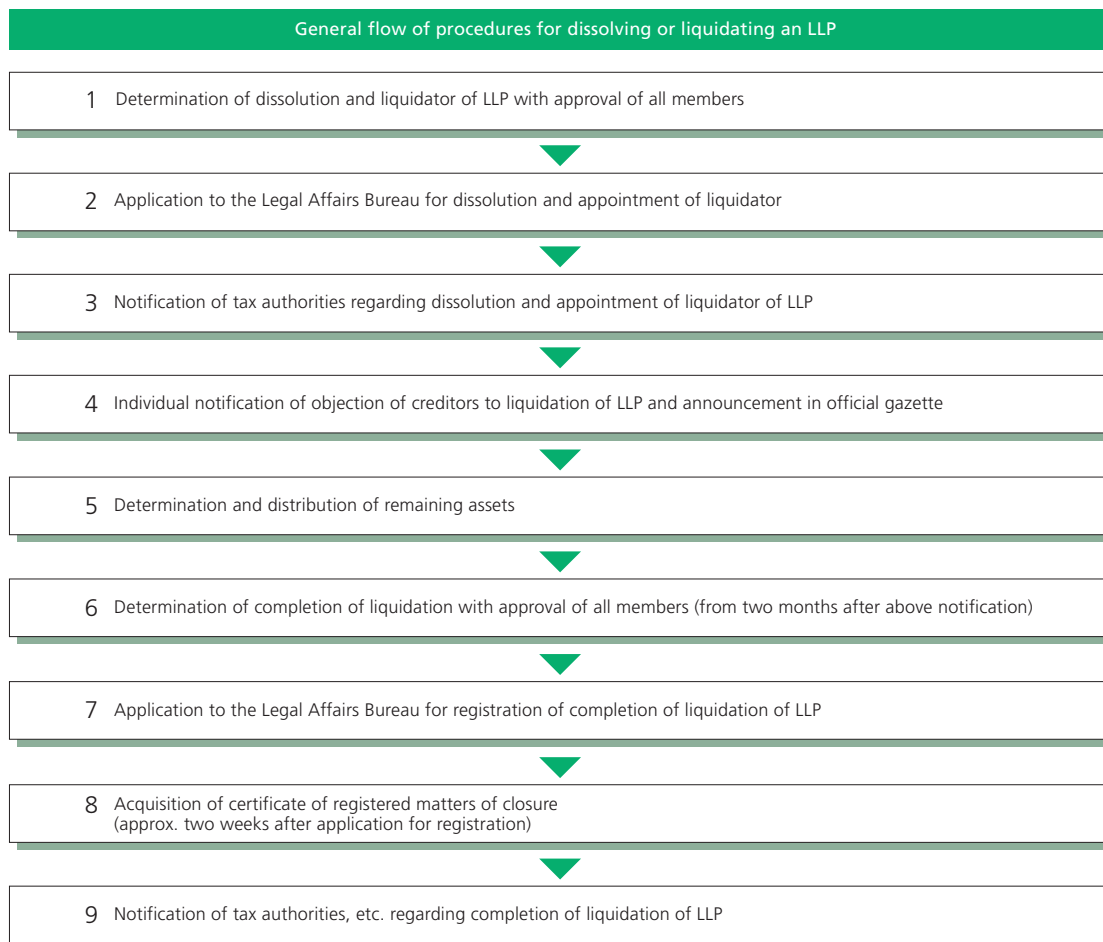 General flow of procedures for dissolving or liquidating an LLP
1 Determination of dissolution and liquidator of LLP with approval of all members
2 Application to the Legal Affairs Bureau for dissolution and appointment of liquidator
3 Notification of tax authorities regarding dissolution and appointment of liquidator of LLP
4 Individual notification of objection of creditors to liquidation of LLP and announcement in official gazette
5 Determination and distribution of remaining assets
6 Determination of completion of liquidation with approval of all members (from two months after above notification)
7 Application to the Legal Affairs Bureau for registration of completion of liquidation of LLP
8 Acquisition of certificate of registered matters of closure
(approx. two weeks after application for registration)
9 Notification of tax authorities, etc. regarding completion of liquidation of LLP